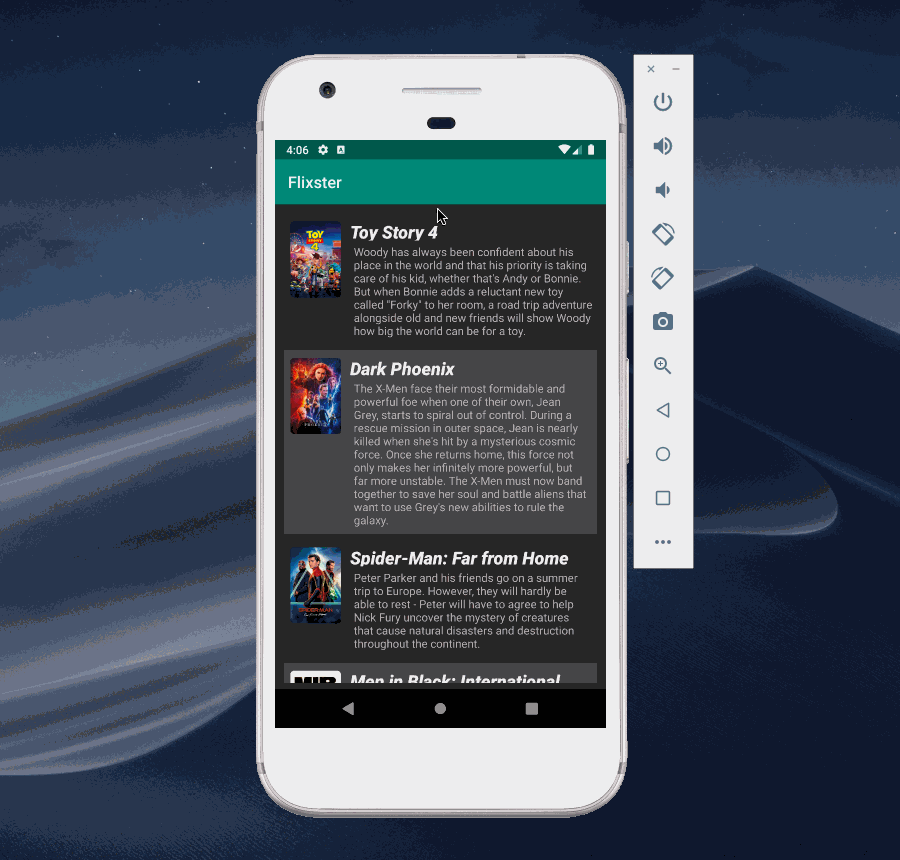 4:06
Flixster
TOY
STORY
4
Toy Story 4
Woody has always been confident about his
place in the world and that his priority is taking
care of his kid, whether that's Andy or Bonnie.
But when Bonnie adds a reluctant new toy
called "Forky" to her room, a road trip adventure
alongside old and new friends will show Woody
how big the world can be for a toy.
Dark Phoenix
The X-Men face their most formidable and
powerful foe when one of their own, Jean
Grey, starts to spiral out of control. During a
rescue mission in outer space, Jean is nearly
killed when she's hit by a mysterious cosmic
force. Once she returns home, this force not
only makes her infinitely more powerful, but
far more unstable. The X-Men must now band
together to save her soul and battle aliens that
want to use Grey's new abilities to rule the
galaxy.
Spider-Man: Far from Home
SPIDER-MAN
Peter Parker and his friends go on a summer
trip to Europe. However, they will hardly be
able to rest - Peter will have to agree to help
Nick Fury uncover the mystery of creatures
that cause natural disasters and destruction
throughout the continent.
MIB
Men in Black: International